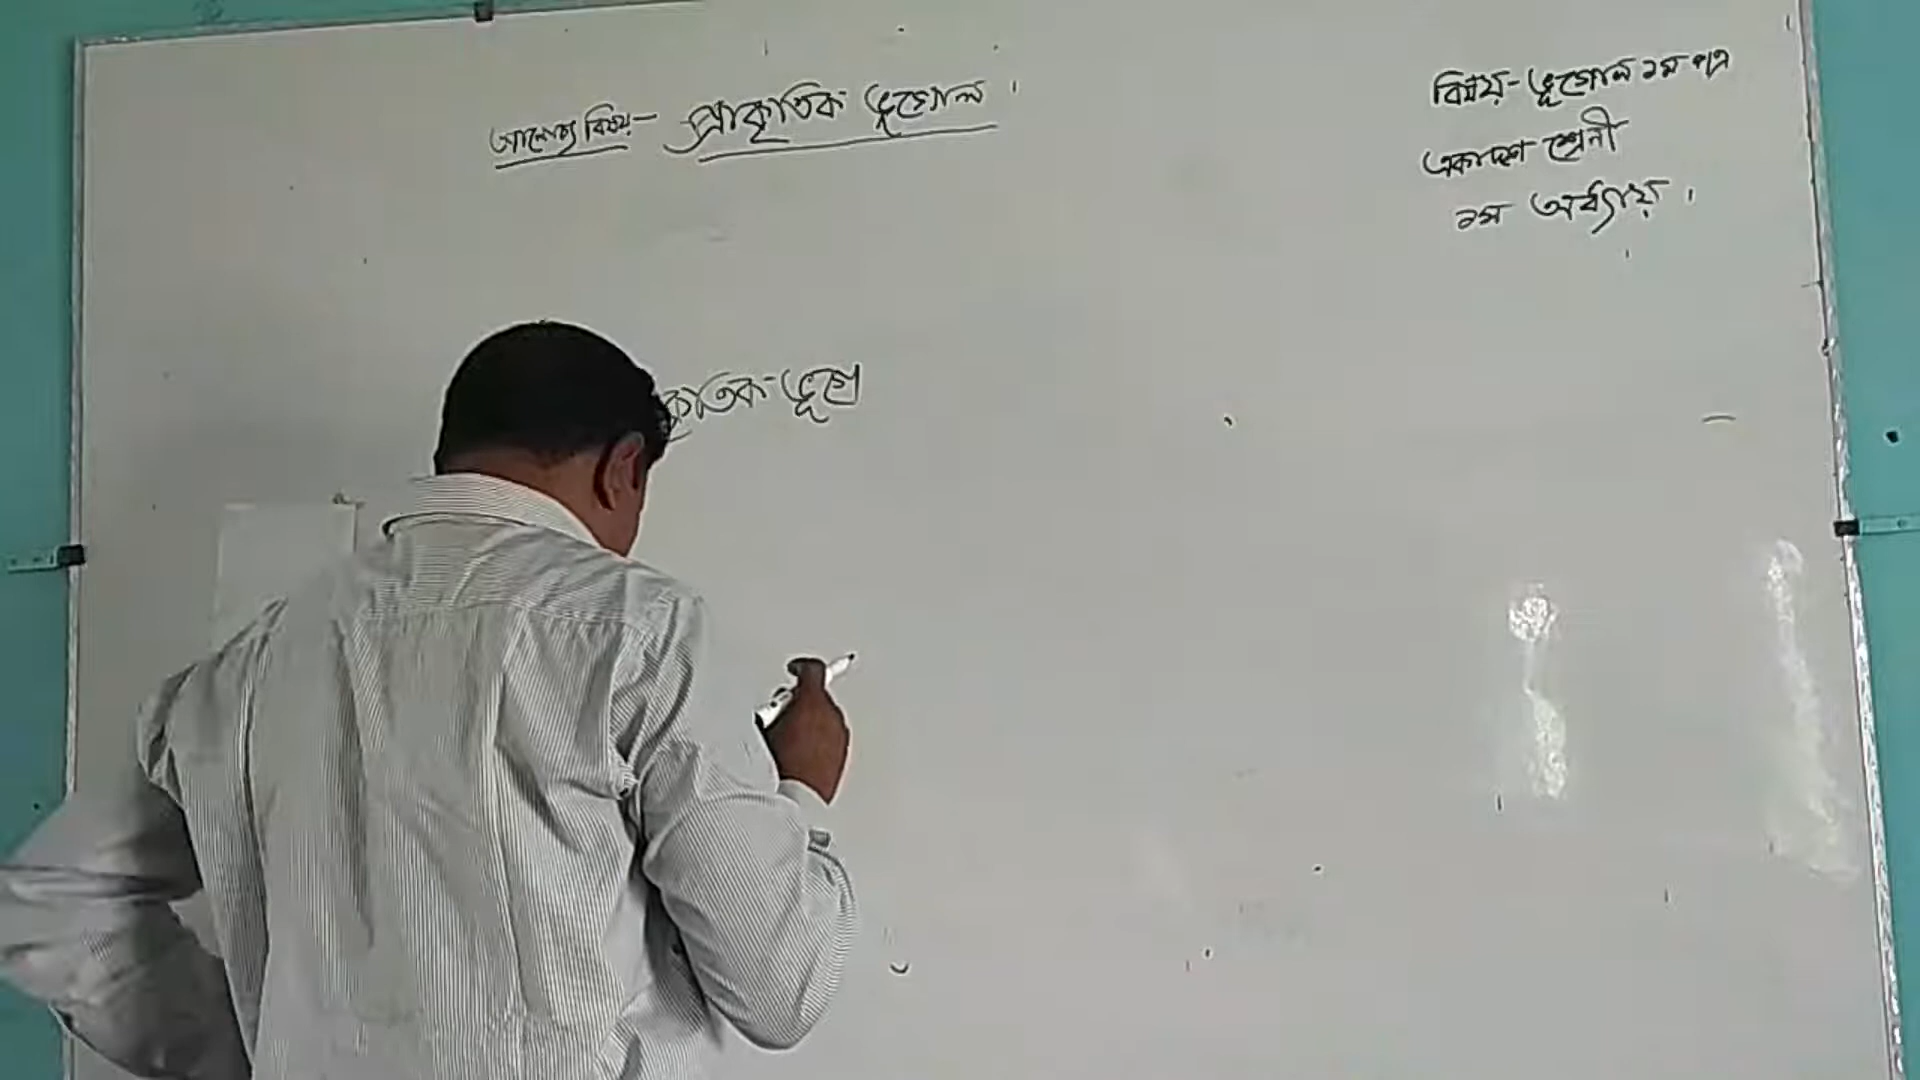 আলোচ্য বিষয়- প্রাকৃতিক ভূগোল।
বিষয়- ভূগোল ১ম পত্র
একাদশ শ্রেনী
১ম অধ্যায়।
কৃতিক ভূগো